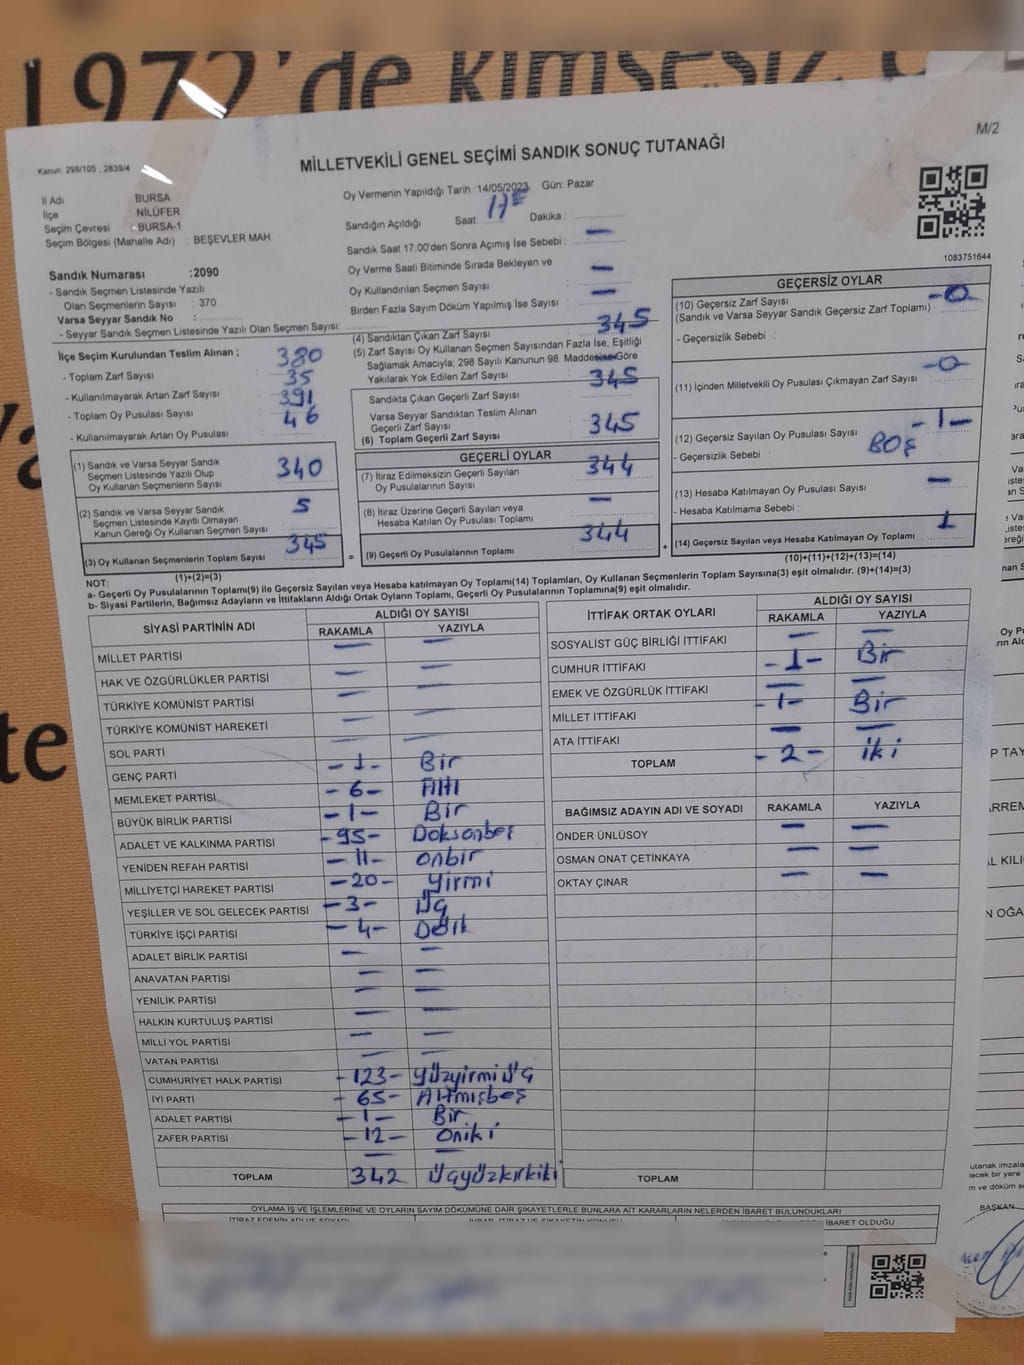 1972'de kimsesiz
M/2
Kanun: 298/105 , 2839/4
MİLLETVEKİLİ GENEL SEÇİMİ SANDIK SONUÇ TUTANAĞI
İl Adı : BURSA
İlçe : NİLÜFER
Seçim Çevresi : BURSA-1
Seçim Bölgesi (Mahalle Adı) : BEŞEVLER MAH
Oy Vermenin Yapıldığı Tarih : 14/05/2023 Gün: Pazar
Sandığın Açıldığı Saat: 17 Dakika :
Sandık Saat 17:00'den Sonra Açımış İse Sebebi : —
Oy Verme Saati Bitiminde Sırada Bekleyen ve
Oy Kullandırılan Seçmen Sayısı : —
Birden Fazla Sayım Döküm Yapılmış İse Sayısı : —
1083751644
Sandık Numarası :2090
- Sandık Seçmen Listesinde Yazılı
Olan Seçmenlerin Sayısı : 370
Varsa Seyyar Sandık No :
- Seyyar Sandık Seçmen Listesinde Yazılı Olan Seçmen Sayısı:
İlçe Seçim Kurulundan Teslim Alınan ;
- Toplam Zarf Sayısı : 380
- Kullanılmayarak Artan Zarf Sayısı : 35
- Toplam Oy Pusulası Sayısı : 391
- Kullanılmayarak Artan Oy Pusulası : 46
(1) Sandık ve Varsa Seyyar Sandık
Seçmen Listesinde Yazılı Olup
Oy Kullanan Seçmenlerin Sayısı : 340
(2) Sandık ve Varsa Seyyar Sandık
Seçmen Listesinde Kayıtlı Olmayan
Kanun Gereği Oy Kullanan Seçmen Sayısı : 5
(3) Oy Kullanan Seçmenlerin Toplam Sayısı : 345
(1)+(2)=(3)
(4) Sandıktan Çıkan Zarf Sayısı : 345
(5) Zarf Sayısı Oy Kullanan Seçmen Sayısından Fazla İse, Eşitliği
Sağlamak Amacıyla, 298 Sayılı Kanunun 98. Maddesine Göre
Yakılarak Yok Edilen Zarf Sayısı : —
Sandıkta Çıkan Geçerli Zarf Sayısı : 345
Varsa Seyyar Sandıktan Teslim Alınan
Geçerli Zarf Sayısı :
(6) Toplam Geçerli Zarf Sayısı : 345
GEÇERLİ OYLAR
(7) İtiraz Edilmeksizin Geçerli Sayılan
Oy Pusulalarının Sayısı : 344
(8) İtiraz Üzerine Geçerli Sayılan veya
Hesaba Katılan Oy Pusulası Toplamı : —
= (9) Geçerli Oy Pusulalarının Toplamı : 344
GEÇERSİZ OYLAR
(10) Geçersiz Zarf Sayısı
(Sandık ve Varsa Seyyar Sandık Geçersiz Zarf Toplamı) : -0-
- Geçersizlik Sebebi :
(11) İçinden Milletvekili Oy Pusulası Çıkmayan Zarf Sayısı : -0-
(12) Geçersiz Sayılan Oy Pusulası Sayısı : -1-
- Geçersizlik Sebebi : BOŞ
(13) Hesaba Katılmayan Oy Pusulası Sayısı : —
- Hesaba Katılmama Sebebi :
+ (14) Geçersiz Sayılan veya Hesaba Katılmayan Oy Toplamı : 1
(10)+(11)+(12)+(13)=(14)
NOT:
a- Geçerli Oy Pusulalarının Toplamı(9) ile Geçersiz Sayılan veya Hesaba katılmayan Oy Toplamı(14) Toplamları, Oy Kullanan Seçmenlerin Toplam Sayısına(3) eşit olmalıdır. (9)+(14)=(3)
b- Siyasi Partilerin, Bağımsız Adayların ve İttifakların Aldığı Ortak Oyların Toplamı, Geçerli Oy Pusulalarının Toplamına(9) eşit olmalıdır.
SİYASİ PARTİNİN ADI ALDIĞI OY SAYISI
RAKAMLA YAZIYLA
MİLLET PARTİSİ — —
HAK VE ÖZGÜRLÜKLER PARTİSİ — —
TÜRKİYE KOMÜNİST PARTİSİ — —
TÜRKİYE KOMÜNİST HAREKETİ — —
SOL PARTİ — —
GENÇ PARTİ -1- Bir
MEMLEKET PARTİSİ -6- Altı
BÜYÜK BİRLİK PARTİSİ -1- Bir
ADALET VE KALKINMA PARTİSİ -95- Doksanbeş
YENİDEN REFAH PARTİSİ -11- onbir
MİLLİYETÇİ HAREKET PARTİSİ -20- Yirmi
YEŞİLLER VE SOL GELECEK PARTİSİ -3- Üç
TÜRKİYE İŞÇİ PARTİSİ -4- Dört
ADALET BİRLİK PARTİSİ — —
ANAVATAN PARTİSİ — —
YENİLİK PARTİSİ — —
HALKIN KURTULUŞ PARTİSİ — —
MİLLİ YOL PARTİSİ — —
VATAN PARTİSİ — —
CUMHURİYET HALK PARTİSİ -123- Yüzyirmiüç
İYİ PARTİ -65- Altmışbeş
ADALET PARTİSİ -1- Bir
ZAFER PARTİSİ -12- Oniki
TOPLAM 342 Üçyüzkırkiki
İTTİFAK ORTAK OYLARI ALDIĞI OY SAYISI
RAKAMLA YAZIYLA
SOSYALİST GÜÇ BİRLİĞİ İTTİFAKI — —
CUMHUR İTTİFAKI -1- Bir
EMEK VE ÖZGÜRLÜK İTTİFAKI — —
MİLLET İTTİFAKI -1- Bir
ATA İTTİFAKI — —
TOPLAM -2- iki
BAĞIMSIZ ADAYIN ADI VE SOYADI RAKAMLA YAZIYLA
ÖNDER ÜNLÜSOY — —
OSMAN ONAT ÇETİNKAYA — —
OKTAY ÇINAR — —
TOPLAM
OYLAMA İŞ VE İŞLEMLERİNE VE OYLARIN SAYIM DÖKÜMÜNE DAİR ŞİKAYETLERLE BUNLARA AİT KARARLARIN NELERDEN İBARET BULUNDUKLARI
İBARET OLDUĞU
te
BAŞKAN